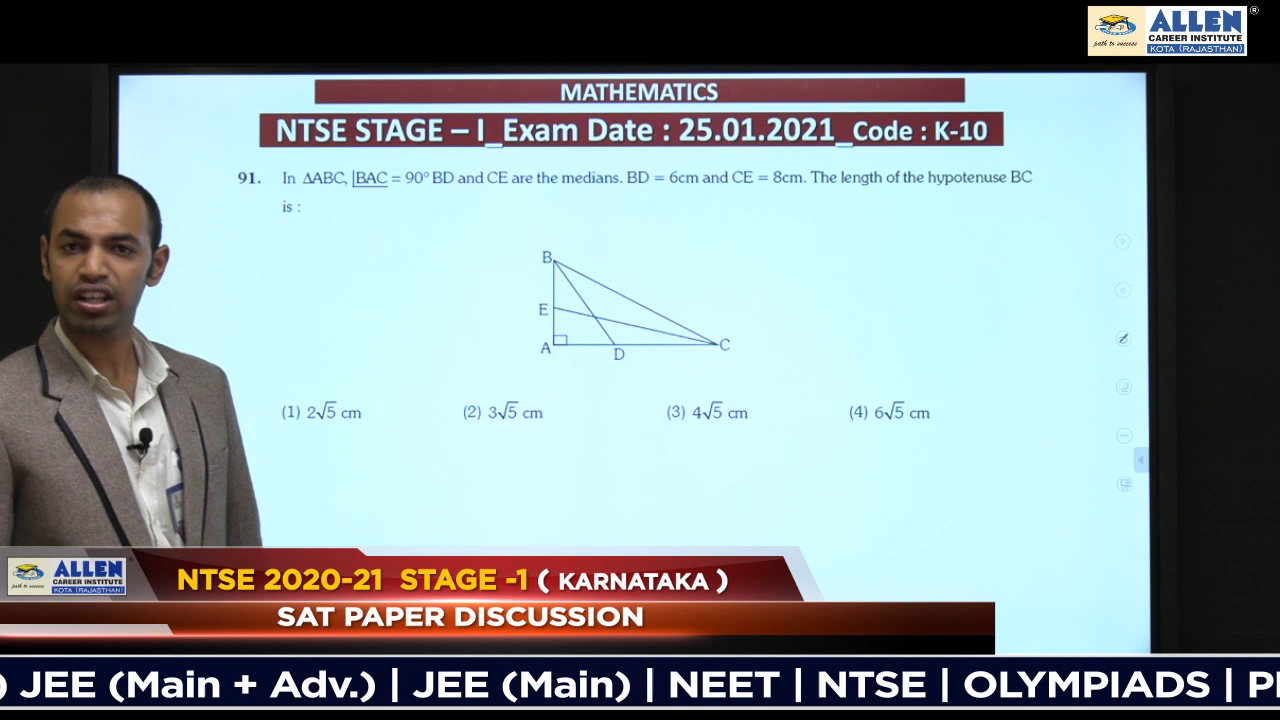 ALLEN
®
path to success
CAREER INSTITUTE
KOTA (RAJASTHAN)
MATHEMATICS
NTSE STAGE – I_Exam Date : 25.01.2021_Code : K-10
91. In ΔABC, |BAC = 90° BD and CE are the medians. BD = 6cm and CE = 8cm. The length of the hypotenuse BC
is :
B
E
A
D
C
(1) 2√5 cm (2) 3√5 cm (3) 4√5 cm (4) 6√5 cm
ALLEN
path to success
CAREER INSTITUTE
KOTA (RAJASTHAN)
NTSE 2020-21 STAGE -1 ( KARNATAKA )
SAT PAPER DISCUSSION
JEE (Main + Adv.) | JEE (Main) | NEET | NTSE | OLYMPIADS |